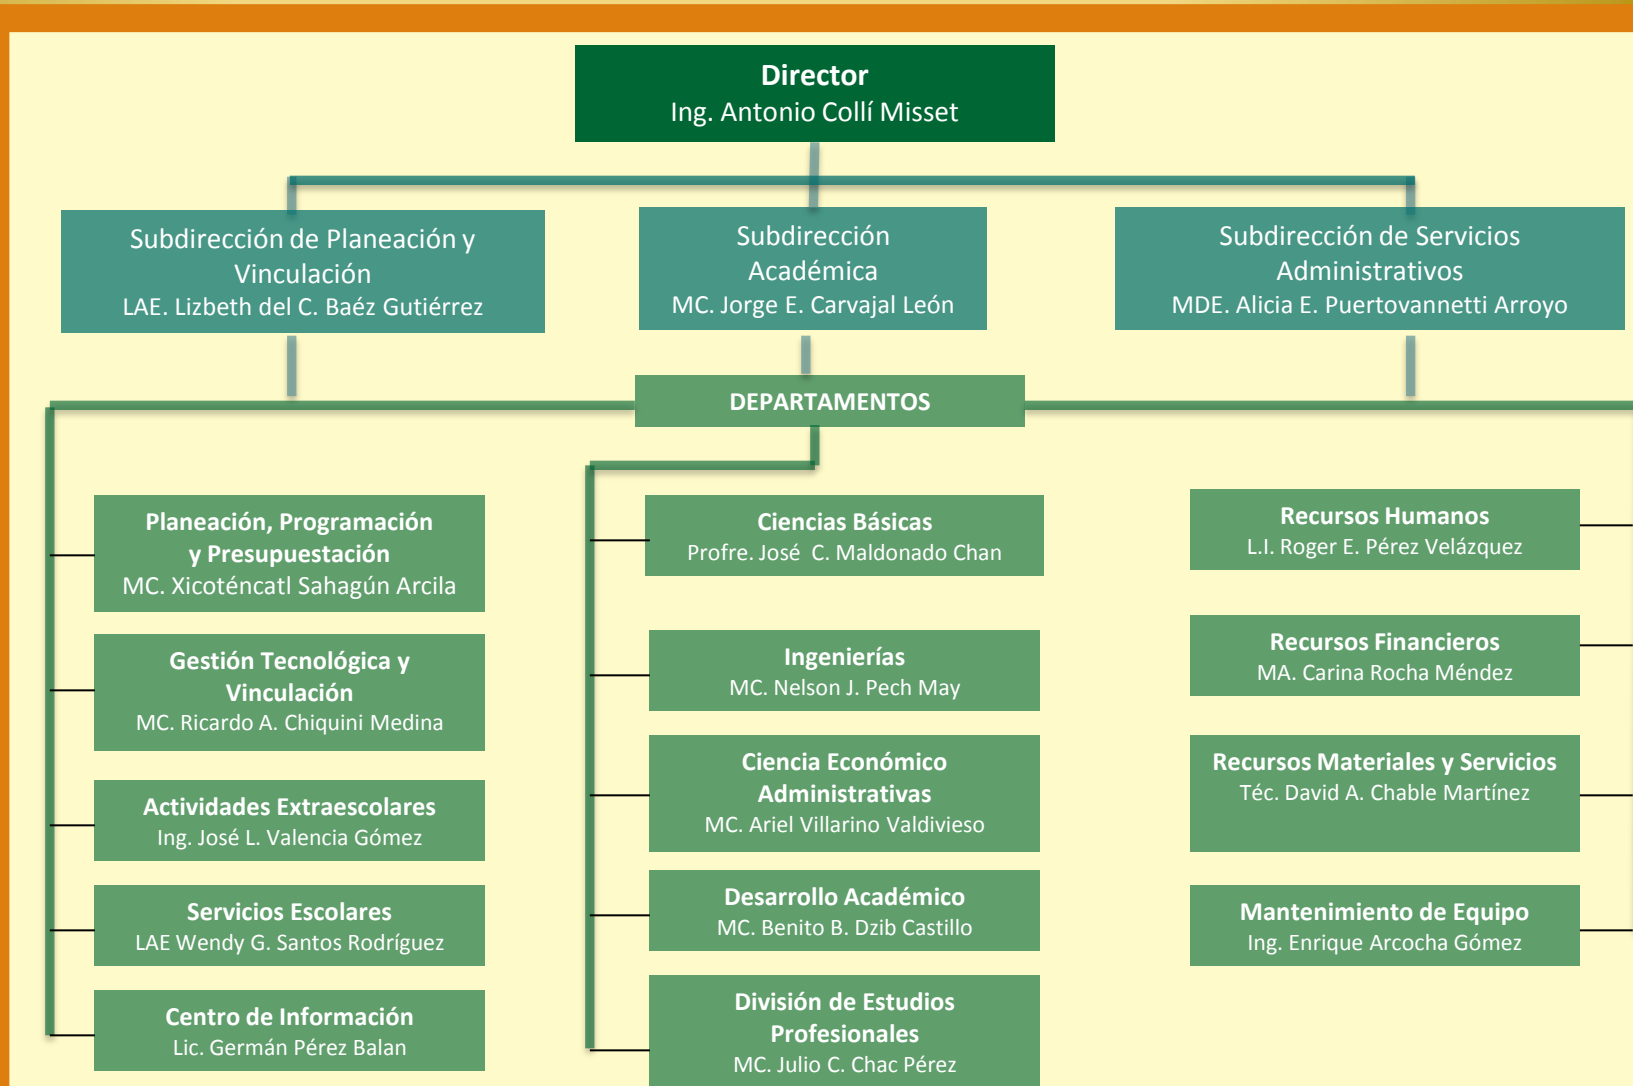 Director
Ing. Antonio Collí Misset
Subdirección de Planeación y
Vinculación
LAE. Lizbeth del C. Baéz Gutiérrez
Subdirección
Académica
MC. Jorge E. Carvajal León
Subdirección de Servicios
Administrativos
MDE. Alicia E. Puertovannetti Arroyo
DEPARTAMENTOS
Planeación, Programación
y Presupuestación
MC. Xicoténcatl Sahagún Arcila
Gestión Tecnológica y
Vinculación
MC. Ricardo A. Chiquini Medina
Actividades Extraescolares
Ing. José L. Valencia Gómez
Servicios Escolares
LAE Wendy G. Santos Rodríguez
Centro de Información
Lic. Germán Pérez Balan
Ciencias Básicas
Profre. José C. Maldonado Chan
Ingenierías
MC. Nelson J. Pech May
Ciencia Económico
Administrativas
MC. Ariel Villarino Valdivieso
Desarrollo Académico
MC. Benito B. Dzib Castillo
División de Estudios
Profesionales
MC. Julio C. Chac Pérez
Recursos Humanos
L.I. Roger E. Pérez Velázquez
Recursos Financieros
MA. Carina Rocha Méndez
Recursos Materiales y Servicios
Téc. David A. Chable Martínez
Mantenimiento de Equipo
Ing. Enrique Arcocha Gómez